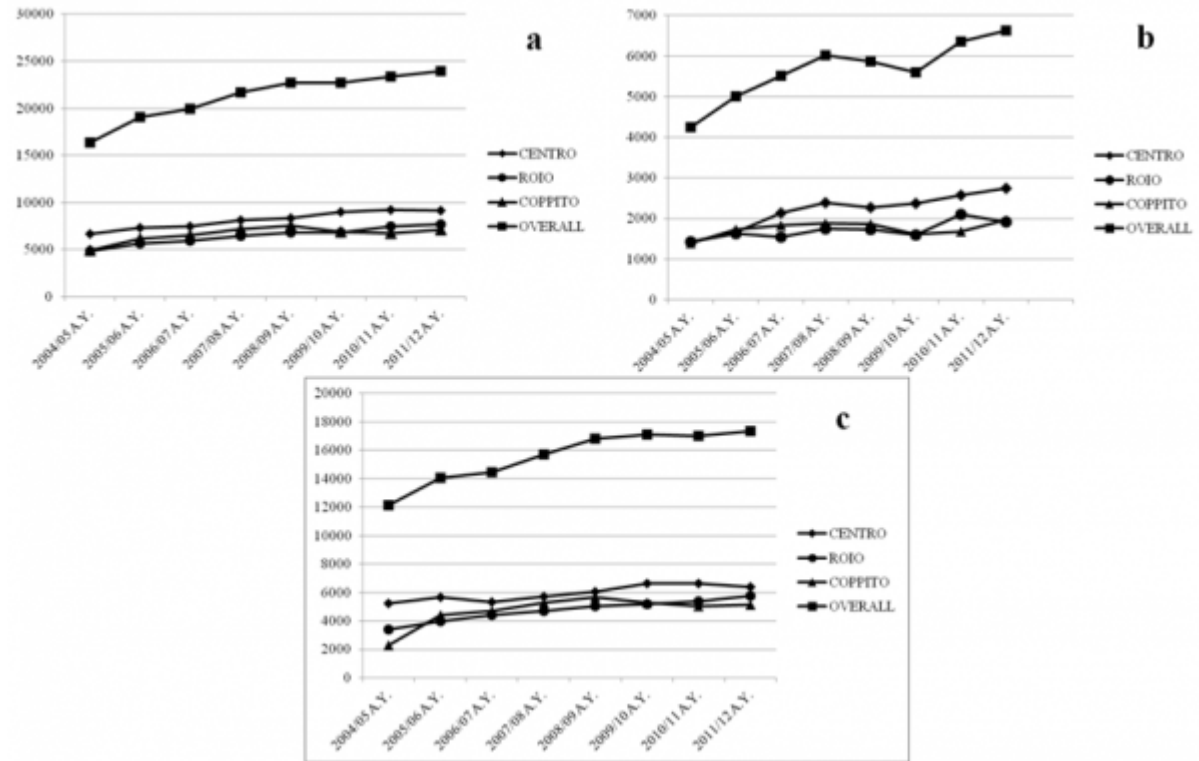 30000
25000
20000
15000
10000
5000
0
2004/05 A.Y.
2005/06 A.Y.
2006/07 A.Y.
2007/08 A.Y.
2008/09 A.Y.
2009/10 A.Y.
2010/11 A.Y.
2011/12 A.Y.
a
CENTRO
ROIO
COPPITO
OVERALL
7000
6000
5000
4000
3000
2000
1000
0
2004/05 A.Y.
2005/06 A.Y.
2006/07 A.Y.
2007/08 A.Y.
2008/09 A.Y.
2009/10 A.Y.
2010/11 A.Y.
2011/12 A.Y.
b
CENTRO
ROIO
COPPITO
OVERALL
20000
18000
16000
14000
12000
10000
8000
6000
4000
2000
0
2004/05 A.Y.
2005/06 A.Y.
2006/07 A.Y.
2007/08 A.Y.
2008/09 A.Y.
2009/10 A.Y.
2010/11 A.Y.
2011/12 A.Y.
c
CENTRO
ROIO
COPPITO
OVERALL